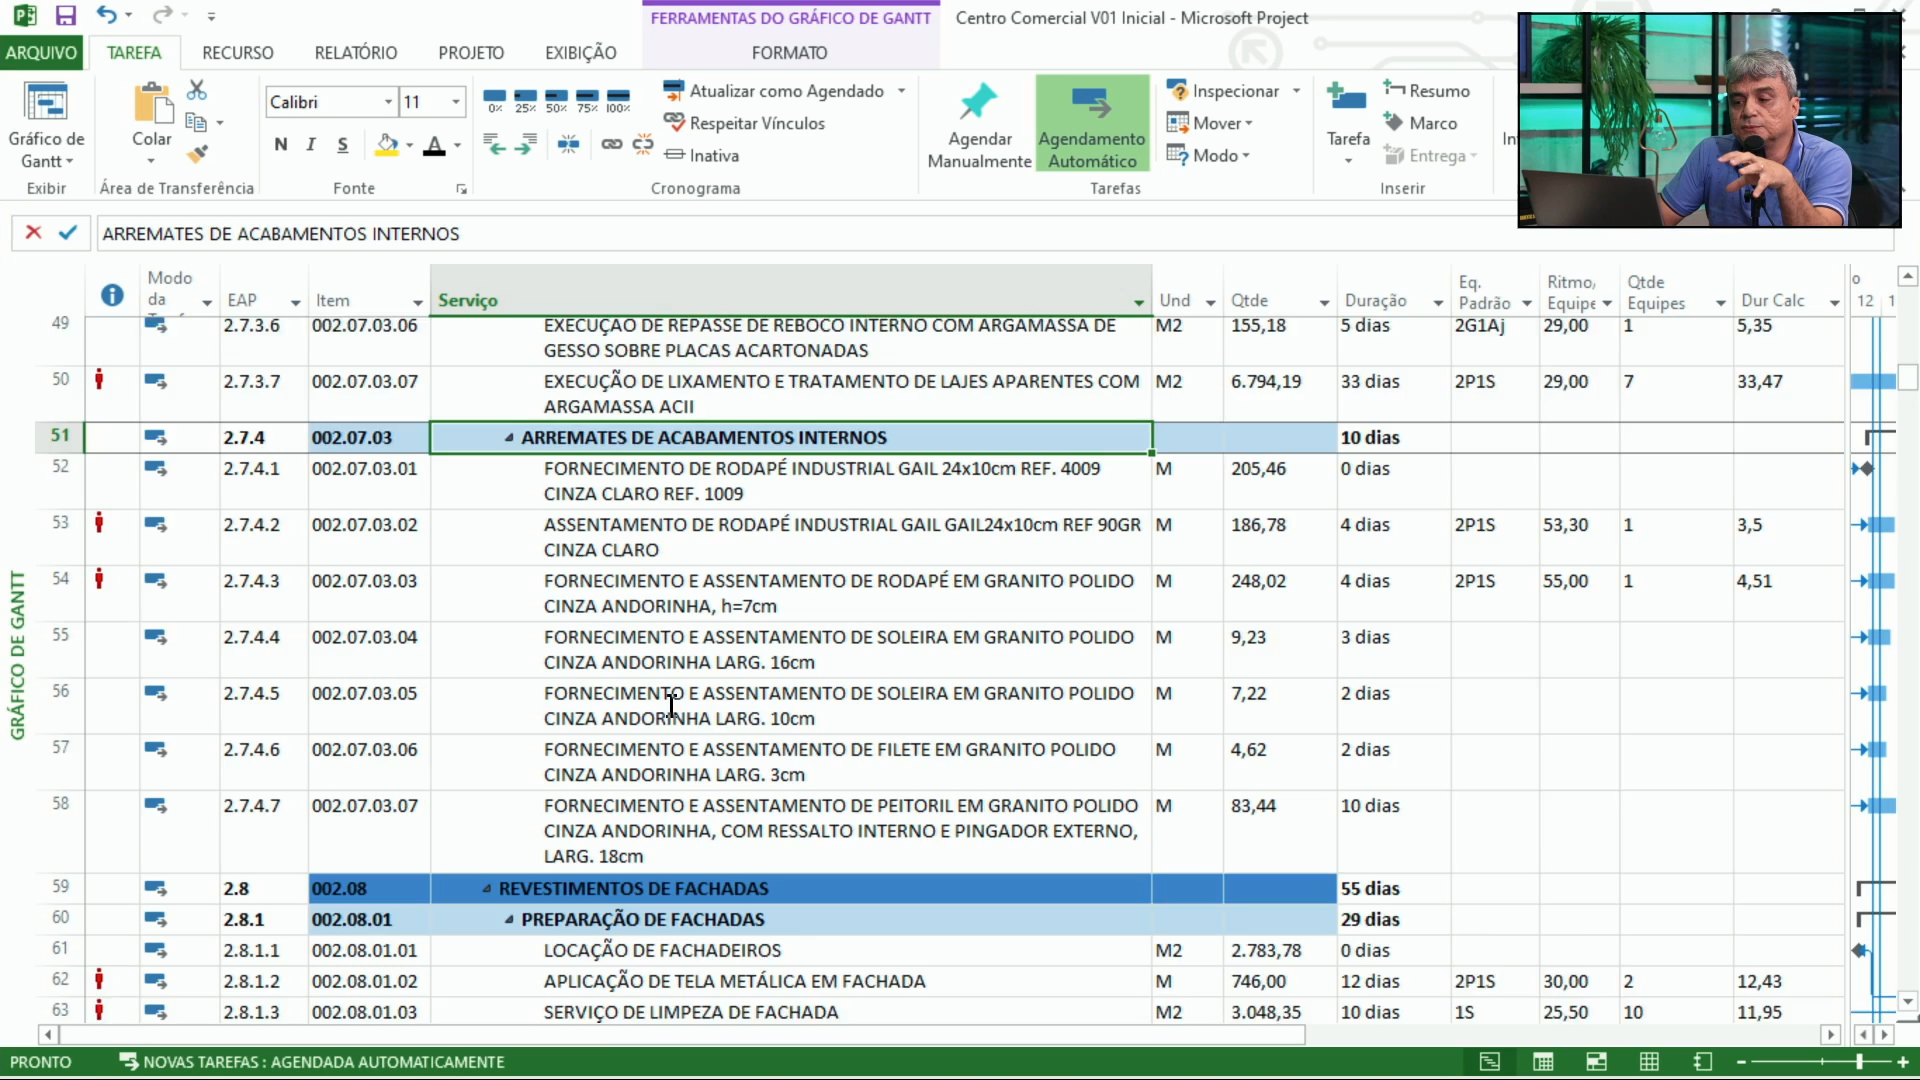 FERRAMENTAS DO GRÁFICO DE GANTT
Centro Comercial V01 Inicial - Microsoft Project
ARQUIVO
TAREFA
RECURSO
RELATÓRIO
PROJETO
EXIBIÇÃO
FORMATO
Gráfico de
Gantt
Exibir
Colar
Área de Transferência
Calibri
11
N I S
A
Fonte
0% 25% 50% 75% 100%
Atualizar como Agendado
Respeitar Vínculos
Inativa
Cronograma
Agendar
Manualmente
Agendamento
Automático
Inspecionar
Mover
Modo
Tarefas
Tarefa
Resumo
Marco
Entrega
Inserir
ARREMATES DE ACABAMENTOS INTERNOS
Modo
da
EAP
Item
Serviço
Und
Qtde
Duração
Eq.
Padrão
Ritmo/
Equipe
Qtde
Equipes
Dur Calc
12
49 2.7.3.6 002.07.03.06 EXECUÇÃO DE REPASSE DE REBOCO INTERNO COM ARGAMASSA DE M2 155,18 5 dias 2G1Aj 29,00 1 5,35
GESSO SOBRE PLACAS ACARTONADAS
50 2.7.3.7 002.07.03.07 EXECUÇÃO DE LIXAMENTO E TRATAMENTO DE LAJES APARENTES COM M2 6.794,19 33 dias 2P1S 29,00 7 33,47
ARGAMASSA ACII
51 2.7.4 002.07.03 ARREMATES DE ACABAMENTOS INTERNOS 10 dias
52 2.7.4.1 002.07.03.01 FORNECIMENTO DE RODAPÉ INDUSTRIAL GAIL 24x10cm REF. 4009 M 205,46 0 dias
CINZA CLARO REF. 1009
53 2.7.4.2 002.07.03.02 ASSENTAMENTO DE RODAPÉ INDUSTRIAL GAIL GAIL24x10cm REF 90GR M 186,78 4 dias 2P1S 53,30 1 3,5
CINZA CLARO
54 2.7.4.3 002.07.03.03 FORNECIMENTO E ASSENTAMENTO DE RODAPÉ EM GRANITO POLIDO M 248,02 4 dias 2P1S 55,00 1 4,51
CINZA ANDORINHA, h=7cm
55 2.7.4.4 002.07.03.04 FORNECIMENTO E ASSENTAMENTO DE SOLEIRA EM GRANITO POLIDO M 9,23 3 dias
CINZA ANDORINHA LARG. 16cm
56 2.7.4.5 002.07.03.05 FORNECIMENTO E ASSENTAMENTO DE SOLEIRA EM GRANITO POLIDO M 7,22 2 dias
CINZA ANDORINHA LARG. 10cm
57 2.7.4.6 002.07.03.06 FORNECIMENTO E ASSENTAMENTO DE FILETE EM GRANITO POLIDO M 4,62 2 dias
CINZA ANDORINHA LARG. 3cm
58 2.7.4.7 002.07.03.07 FORNECIMENTO E ASSENTAMENTO DE PEITORIL EM GRANITO POLIDO M 83,44 10 dias
CINZA ANDORINHA, COM RESSALTO INTERNO E PINGADOR EXTERNO,
LARG. 18cm
59 2.8 002.08 REVESTIMENTOS DE FACHADAS 55 dias
60 2.8.1 002.08.01 PREPARAÇÃO DE FACHADAS 29 dias
61 2.8.1.1 002.08.01.01 LOCAÇÃO DE FACHADEIROS M2 2.783,78 0 dias
62 2.8.1.2 002.08.01.02 APLICAÇÃO DE TELA METÁLICA EM FACHADA M 746,00 12 dias 2P1S 30,00 2 12,43
63 2.8.1.3 002.08.01.03 SERVIÇO DE LIMPEZA DE FACHADA M2 3.048,35 10 dias 1S 25,50 10 11,95
GRÁFICO DE GANTT
PRONTO
NOVAS TAREFAS : AGENDADA AUTOMATICAMENTE